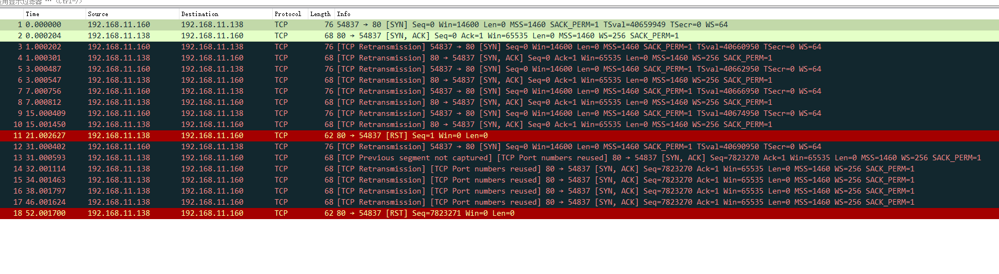 应用显示过滤器 … <Ctrl-/>
Time Source Destination Protocol Length Info
1 0.000000 192.168.11.160 192.168.11.138 TCP 76 54837 → 80 [SYN] Seq=0 Win=14600 Len=0 MSS=1460 SACK_PERM=1 TSval=40659949 TSecr=0 WS=64
2 0.000204 192.168.11.138 192.168.11.160 TCP 68 80 → 54837 [SYN, ACK] Seq=0 Ack=1 Win=65535 Len=0 MSS=1460 WS=256 SACK_PERM=1
3 1.000202 192.168.11.160 192.168.11.138 TCP 76 [TCP Retransmission] 54837 → 80 [SYN] Seq=0 Win=14600 Len=0 MSS=1460 SACK_PERM=1 TSval=40660950 TSecr=0 WS=64
4 1.000301 192.168.11.138 192.168.11.160 TCP 68 [TCP Retransmission] 80 → 54837 [SYN, ACK] Seq=0 Ack=1 Win=65535 Len=0 MSS=1460 WS=256 SACK_PERM=1
5 3.000487 192.168.11.160 192.168.11.138 TCP 76 [TCP Retransmission] 54837 → 80 [SYN] Seq=0 Win=14600 Len=0 MSS=1460 SACK_PERM=1 TSval=40662950 TSecr=0 WS=64
6 3.000547 192.168.11.138 192.168.11.160 TCP 68 [TCP Retransmission] 80 → 54837 [SYN, ACK] Seq=0 Ack=1 Win=65535 Len=0 MSS=1460 WS=256 SACK_PERM=1
7 7.000756 192.168.11.160 192.168.11.138 TCP 76 [TCP Retransmission] 54837 → 80 [SYN] Seq=0 Win=14600 Len=0 MSS=1460 SACK_PERM=1 TSval=40666950 TSecr=0 WS=64
8 7.000812 192.168.11.138 192.168.11.160 TCP 68 [TCP Retransmission] 80 → 54837 [SYN, ACK] Seq=0 Ack=1 Win=65535 Len=0 MSS=1460 WS=256 SACK_PERM=1
9 15.000409 192.168.11.160 192.168.11.138 TCP 76 [TCP Retransmission] 54837 → 80 [SYN] Seq=0 Win=14600 Len=0 MSS=1460 SACK_PERM=1 TSval=40674950 TSecr=0 WS=64
10 15.001450 192.168.11.138 192.168.11.160 TCP 68 [TCP Retransmission] 80 → 54837 [SYN, ACK] Seq=0 Ack=1 Win=65535 Len=0 MSS=1460 WS=256 SACK_PERM=1
11 21.002627 192.168.11.138 192.168.11.160 TCP 62 80 → 54837 [RST] Seq=1 Win=0 Len=0
12 31.000402 192.168.11.160 192.168.11.138 TCP 76 [TCP Retransmission] 54837 → 80 [SYN] Seq=0 Win=14600 Len=0 MSS=1460 SACK_PERM=1 TSval=40690950 TSecr=0 WS=64
13 31.000593 192.168.11.138 192.168.11.160 TCP 68 [TCP Previous segment not captured] [TCP Port numbers reused] 80 → 54837 [SYN, ACK] Seq=7823270 Ack=1 Win=65535 Len=0 MSS=1460 WS=256 SACK_PERM=1
14 32.001114 192.168.11.138 192.168.11.160 TCP 68 [TCP Retransmission] [TCP Port numbers reused] 80 → 54837 [SYN, ACK] Seq=7823270 Ack=1 Win=65535 Len=0 MSS=1460 WS=256 SACK_PERM=1
15 34.001463 192.168.11.138 192.168.11.160 TCP 68 [TCP Retransmission] [TCP Port numbers reused] 80 → 54837 [SYN, ACK] Seq=7823270 Ack=1 Win=65535 Len=0 MSS=1460 WS=256 SACK_PERM=1
16 38.001797 192.168.11.138 192.168.11.160 TCP 68 [TCP Retransmission] [TCP Port numbers reused] 80 → 54837 [SYN, ACK] Seq=7823270 Ack=1 Win=65535 Len=0 MSS=1460 WS=256 SACK_PERM=1
17 46.001624 192.168.11.138 192.168.11.160 TCP 68 [TCP Retransmission] [TCP Port numbers reused] 80 → 54837 [SYN, ACK] Seq=7823270 Ack=1 Win=65535 Len=0 MSS=1460 WS=256 SACK_PERM=1
18 52.001700 192.168.11.138 192.168.11.160 TCP 62 80 → 54837 [RST] Seq=7823271 Win=0 Len=0